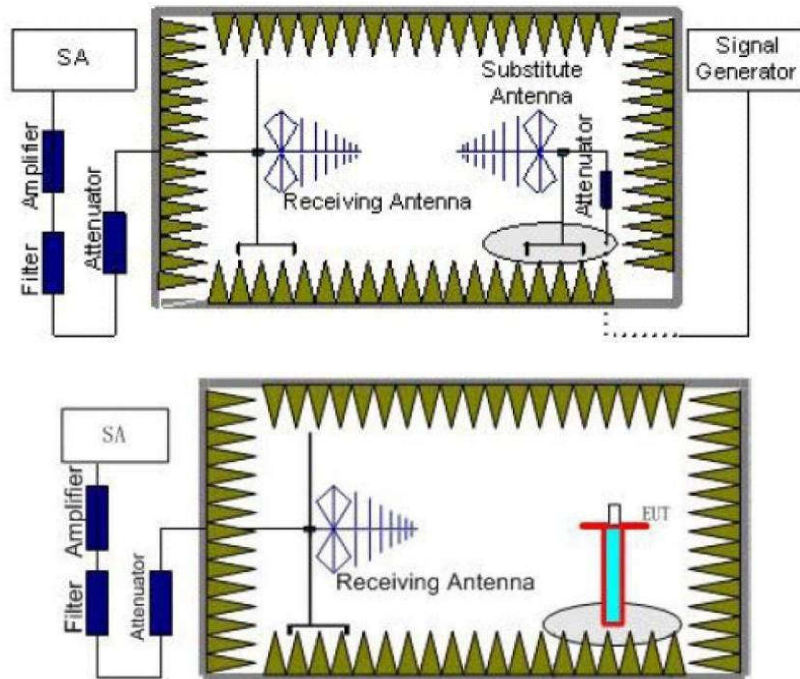 SA
Signal
Generator
Substitute
Antenna
Amplifier
Attenuator
Attenuator
Receiving Antenna
Filter
SA
Amplifier
EUT
Receiving Antenna
Filter
Attenuator